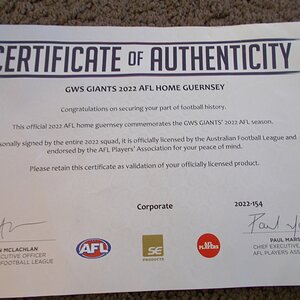 CERTIFICATE OF AUTHENTICITY
GWS GIANTS 2022 AFL HOME GUERNSEY
Congratulations on securing your part of football history.
This official 2022 AFL home guernsey commemorates the GWS GIANTS' 2022 AFL season.
sonally signed by the entire 2022 squad, it is officially licensed by the Australian Football League and
endorsed by the AFL Players' Association for your peace of mind.
Please retain this certificate as validation of your officially licensed product.
Corporate 2022-154
N MCLACHLAN
CUTIVE OFFICER
FOOTBALL LEAGUE
AFL
SE
PRODUCTS
AFL
PLAYERS
PAUL MARS
CHIEF EXECUTIVE
AFL PLAYERS ASS